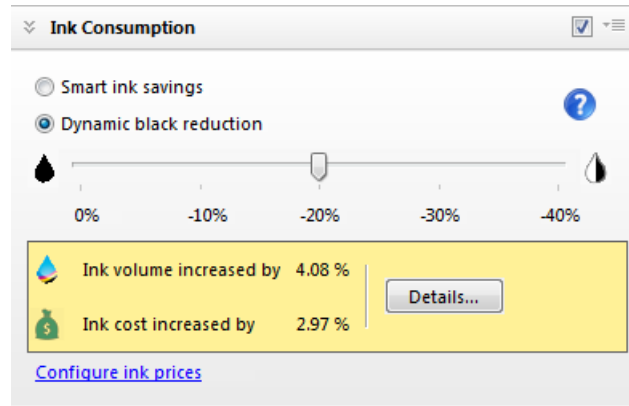 Ink Consumption
Smart ink savings
Dynamic black reduction
0% -10% -20% -30% -40%
Ink volume increased by 4.08 %
Details...
Ink cost increased by 2.97 %
Configure ink prices